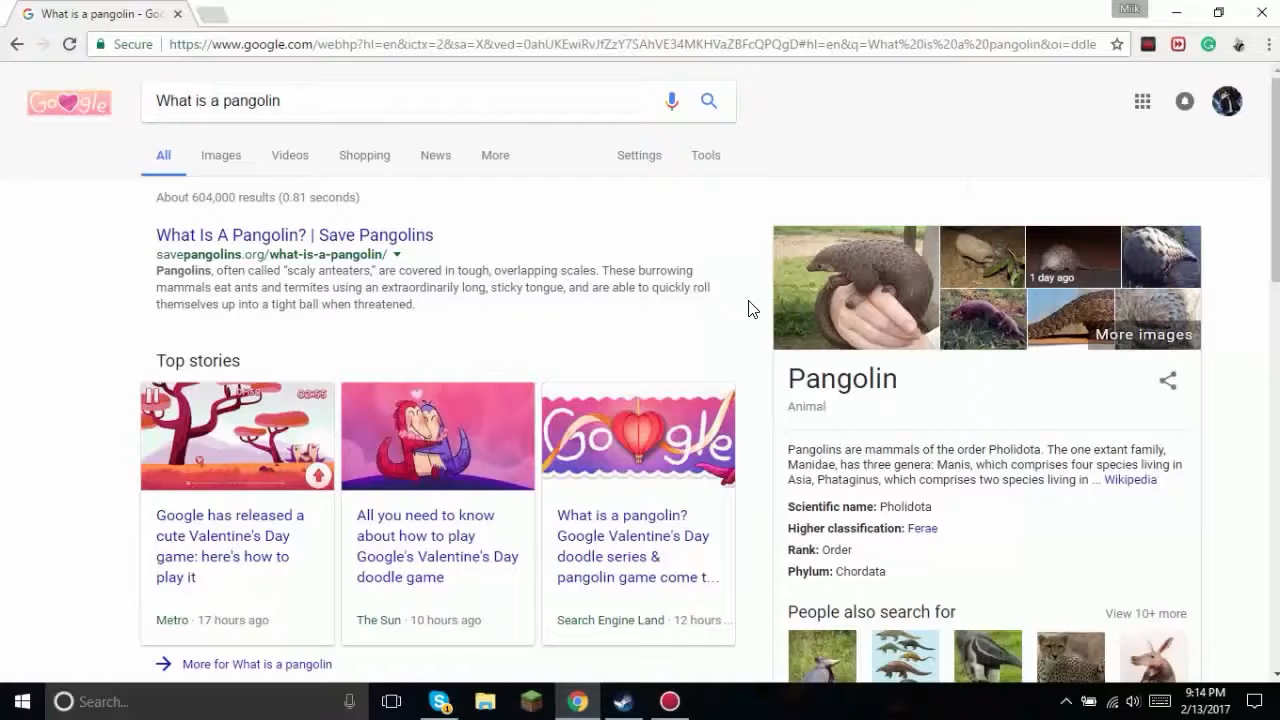 What is a pangolin - Goo
Milk
Secure
https://www.google.com/webhp?hl=en&ictx=2&sa=X&ved=0ahUKEwiRvJfZzY7SAhVE34MKHVaZBFcQPQgD#hl=en&q=What%20is%20a%20pangolin&oi=ddle
Google
What is a pangolin
All Images Videos Shopping News More Settings Tools
About 604,000 results (0.81 seconds)
What Is A Pangolin? | Save Pangolins
savepangolins.org/what-is-a-pangolin/
Pangolins, often called "scaly anteaters," are covered in tough, overlapping scales. These burrowing
mammals eat ants and termites using an extraordinarily long, sticky tongue, and are able to quickly roll
themselves up into a tight ball when threatened.
Top stories
02:55
Google
Google has released a
cute Valentine's Day
game: here's how to
play it
Metro · 17 hours ago
All you need to know
about how to play
Google's Valentine's Day
doodle game
The Sun · 10 hours ago
What is a pangolin?
Google Valentine's Day
doodle series &
pangolin game come t...
Search Engine Land · 12 hours ...
More for What is a pangolin
1 day ago
More images
Pangolin
Animal
Pangolins are mammals of the order Pholidota. The one extant family,
Manidae, has three genera: Manis, which comprises four species living in
Asia, Phataginus, which comprises two species living in ... Wikipedia
Scientific name: Pholidota
Higher classification: Ferae
Rank: Order
Phylum: Chordata
People also search for
View 10+ more
Search...
9:14 PM
2/13/2017